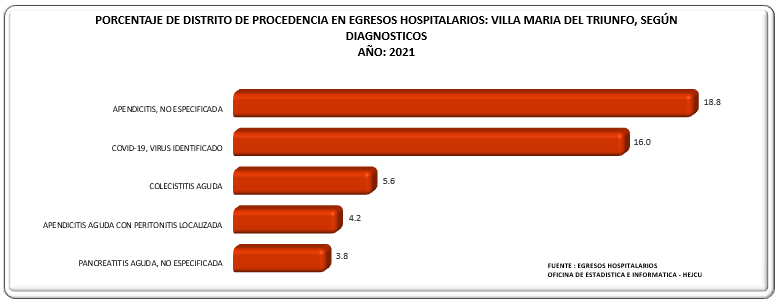 PORCENTAJE DE DISTRITO DE PROCEDENCIA EN EGRESOS HOSPITALARIOS: VILLA MARIA DEL TRIUNFO, SEGÚN
DIAGNOSTICOS
AÑO: 2021
APENDICITIS, NO ESPECIFICADA 18.8
COVID-19, VIRUS IDENTIFICADO 16.0
COLECISTITIS AGUDA 5.6
APENDICITIS AGUDA CON PERITONITIS LOCALIZADA 4.2
PANCREATITIS AGUDA, NO ESPECIFICADA 3.8
FUENTE : EGRESOS HOSPITALARIOS
OFICINA DE ESTADISTICA E INFORMATICA - HEJCU